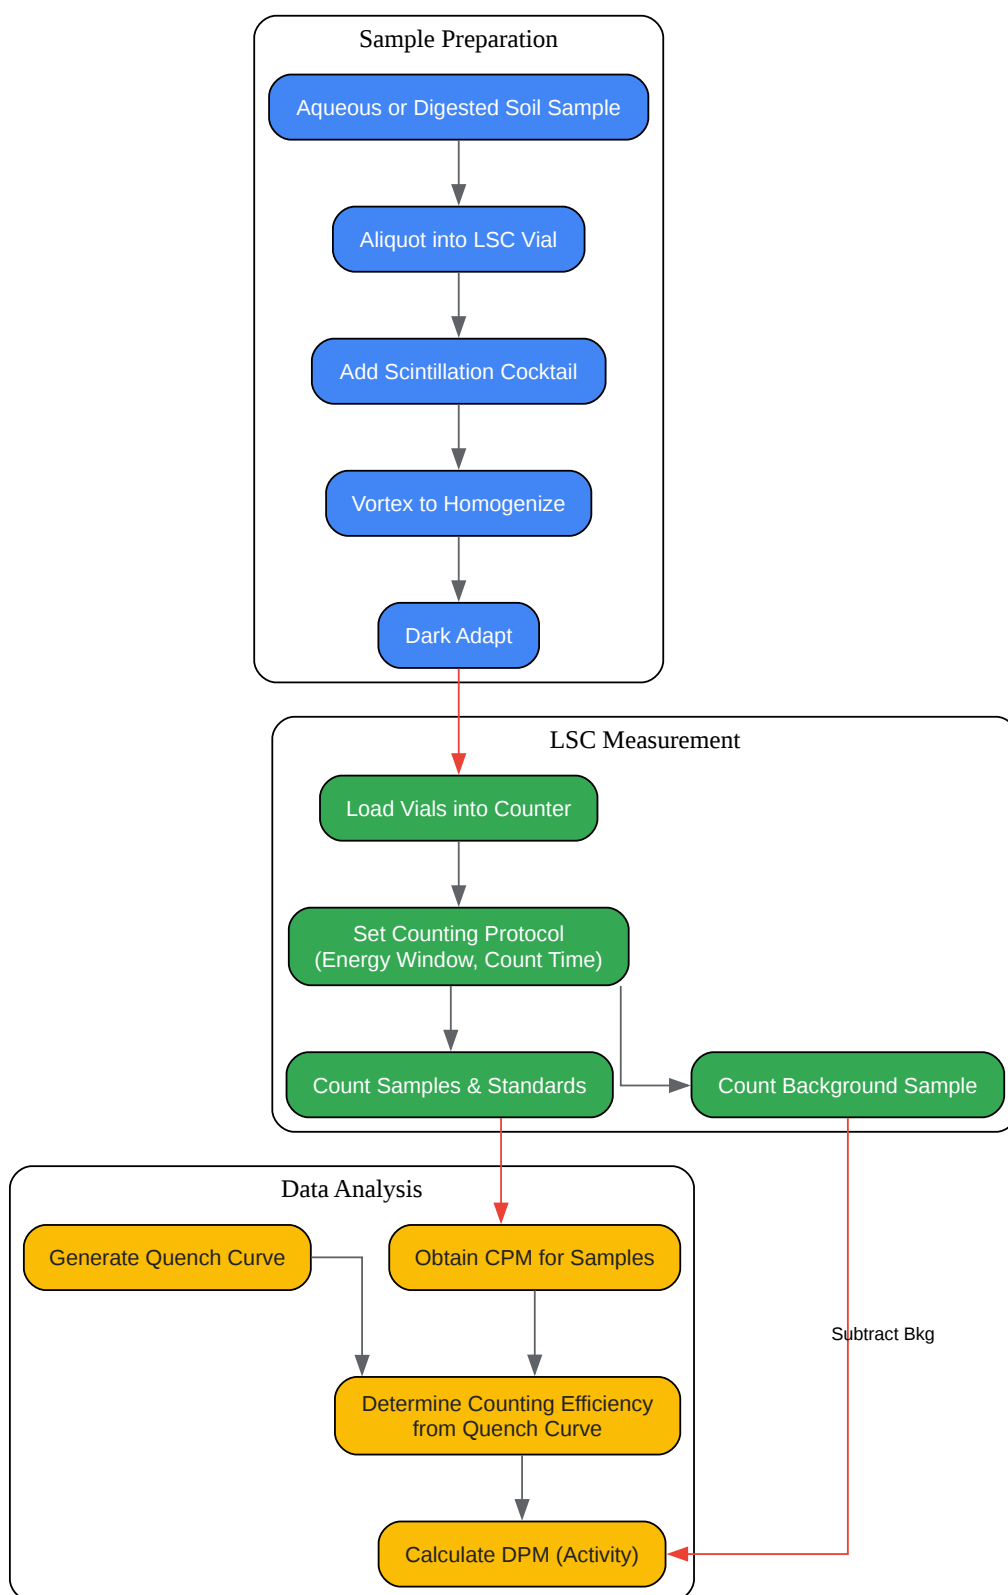 Sample Preparation
Aqueous or Digested Soil Sample
Aliquot into LSC Vial
Add Scintillation Cocktail
Vortex to Homogenize
Dark Adapt
LSC Measurement
Load Vials into Counter
Set Counting Protocol
(Energy Window, Count Time)
Count Samples & Standards
Count Background Sample
Data Analysis
Generate Quench Curve
Obtain CPM for Samples
Subtract Bkg
Determine Counting Efficiency
from Quench Curve
Calculate DPM (Activity)